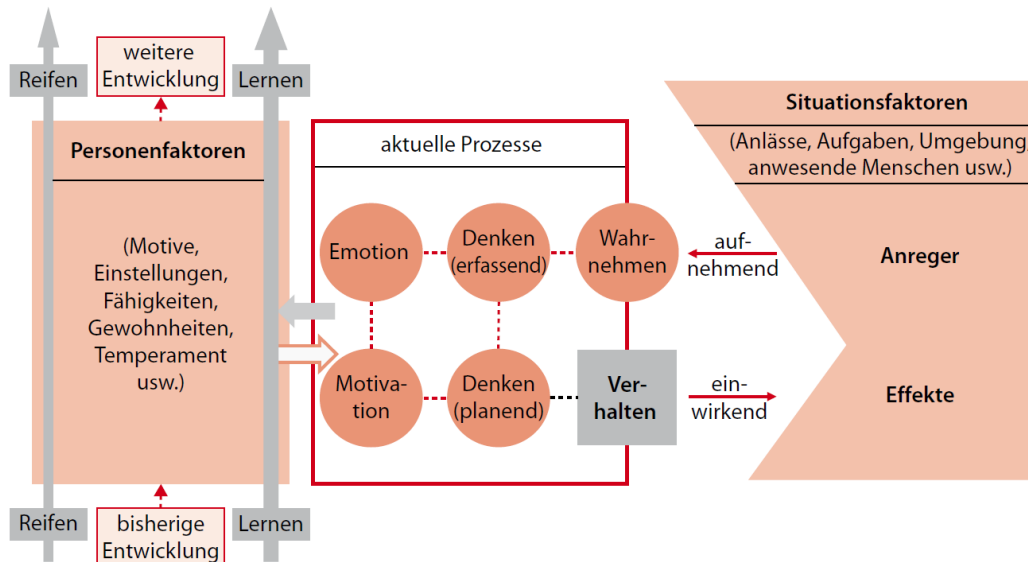 Reifen
weitere
Entwicklung
Lernen
Personenfaktoren
(Motive,
Einstellungen,
Fähigkeiten,
Gewohnheiten,
Temperament
usw.)
Reifen
bisherige
Entwicklung
Lernen
aktuelle Prozesse
Emotion
Denken
(erfassend)
Wahr-
nehmen
Motiva-
tion
Denken
(planend)
Ver-
halten
auf-
nehmend
ein-
wirkend
Situationsfaktoren
(Anlässe, Aufgaben, Umgebung,
anwesende Menschen usw.)
Anreger
Effekte